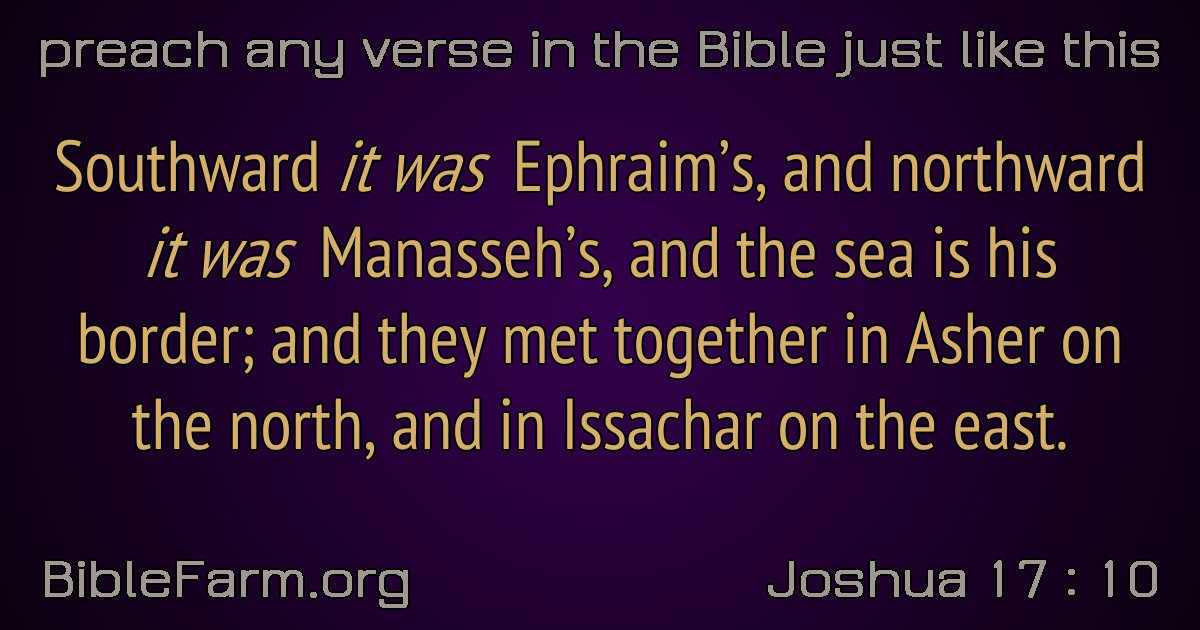 preach any verse in the Bible just like this
Southward it was Ephraim’s, and northward
it was Manasseh’s, and the sea is his
border; and they met together in Asher on
the north, and in Issachar on the east.
BibleFarm.org
Joshua 17 : 10